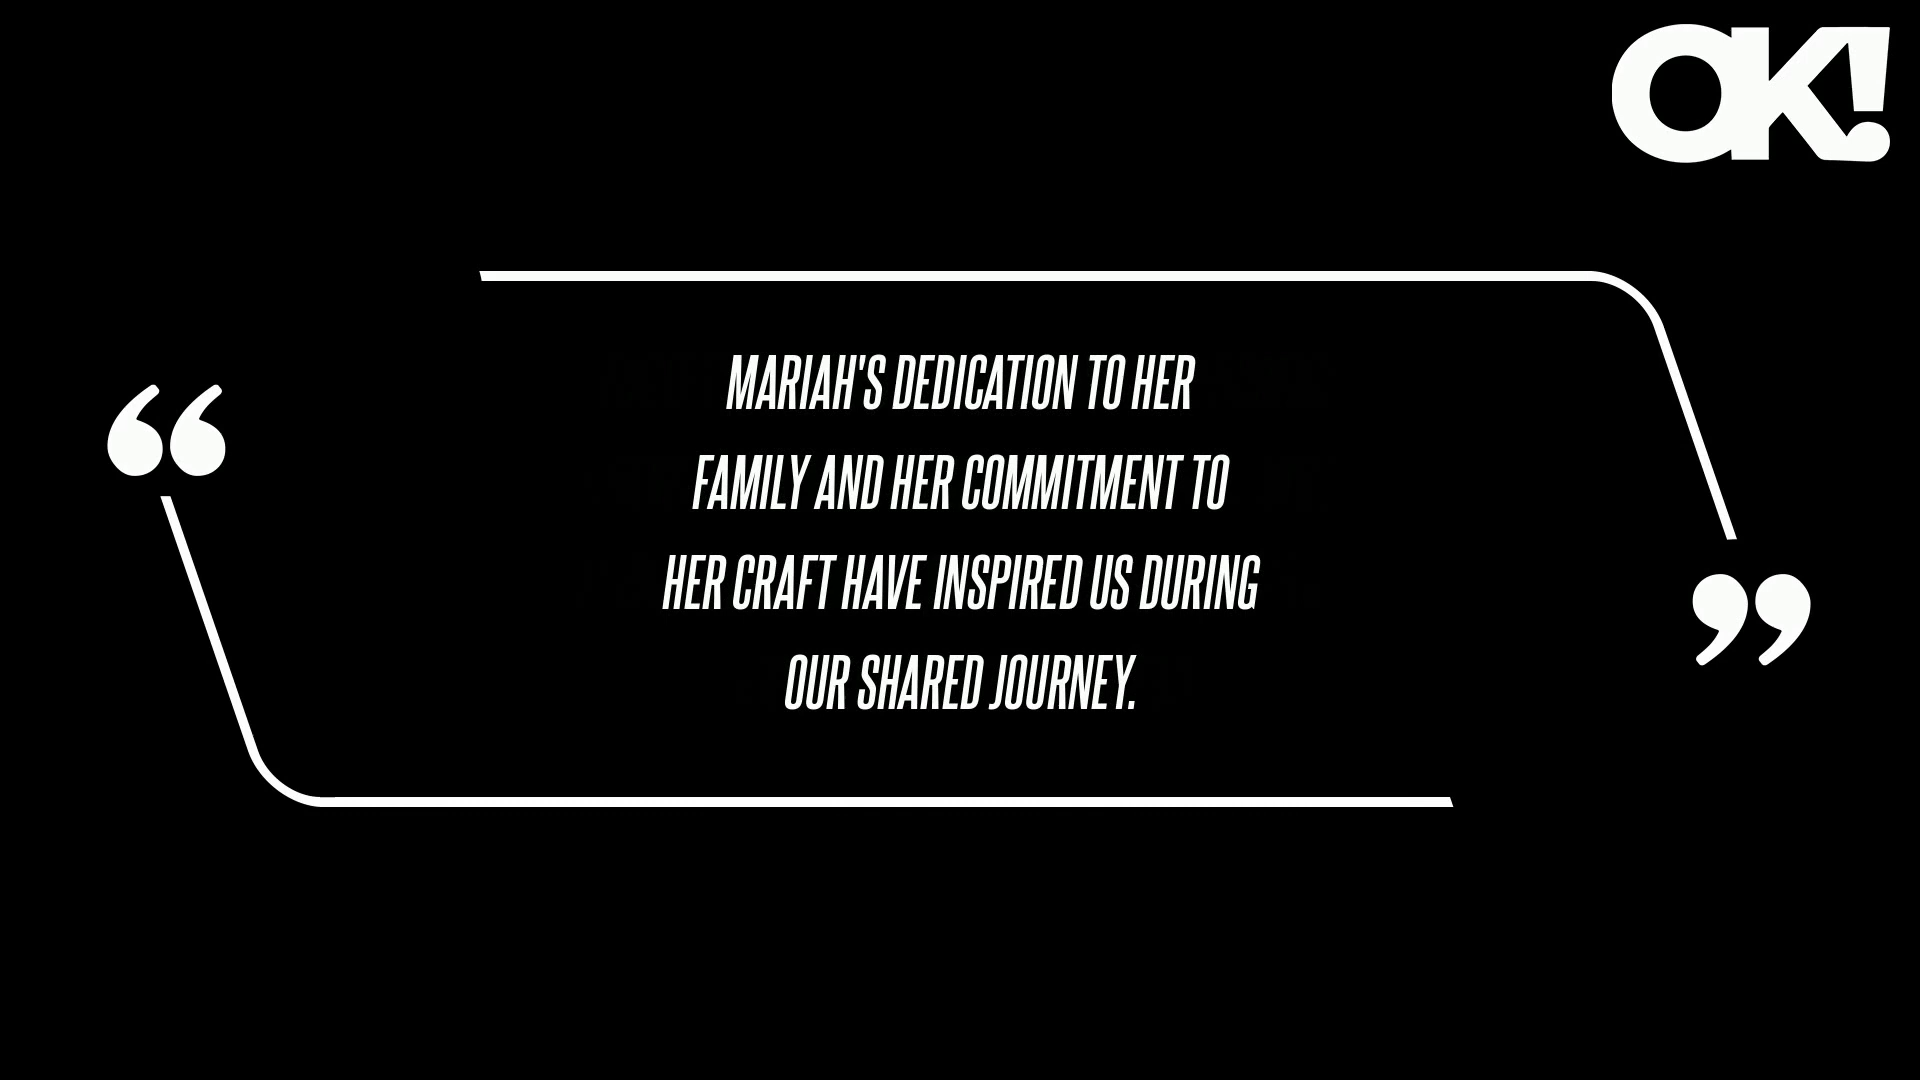 OK!
“
MARIAH'S DEDICATION TO HER
FAMILY AND HER COMMITMENT TO
HER CRAFT HAVE INSPIRED US DURING
OUR SHARED JOURNEY.
”